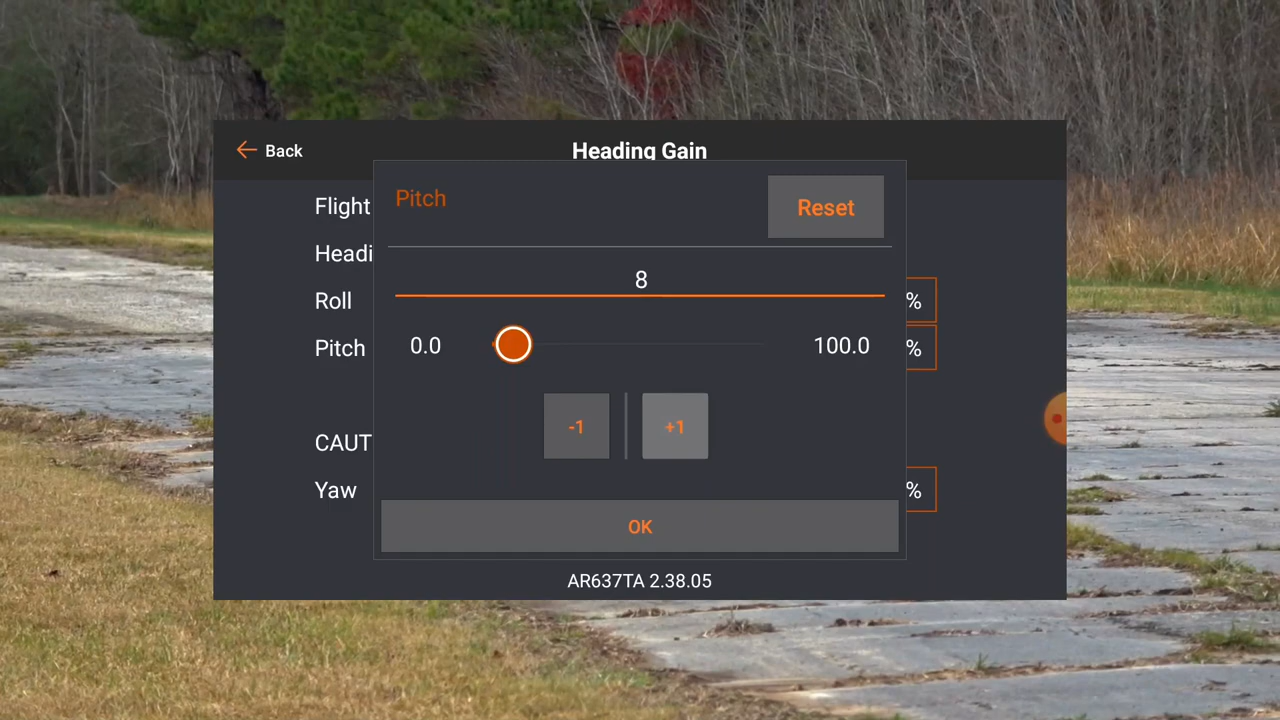 Back
Heading Gain
Flight
Pitch
Reset
Headi
8
Roll
%
0.0
100.0
Pitch
%
-1
+1
CAUT
Yaw
%
OK
AR637TA 2.38.05